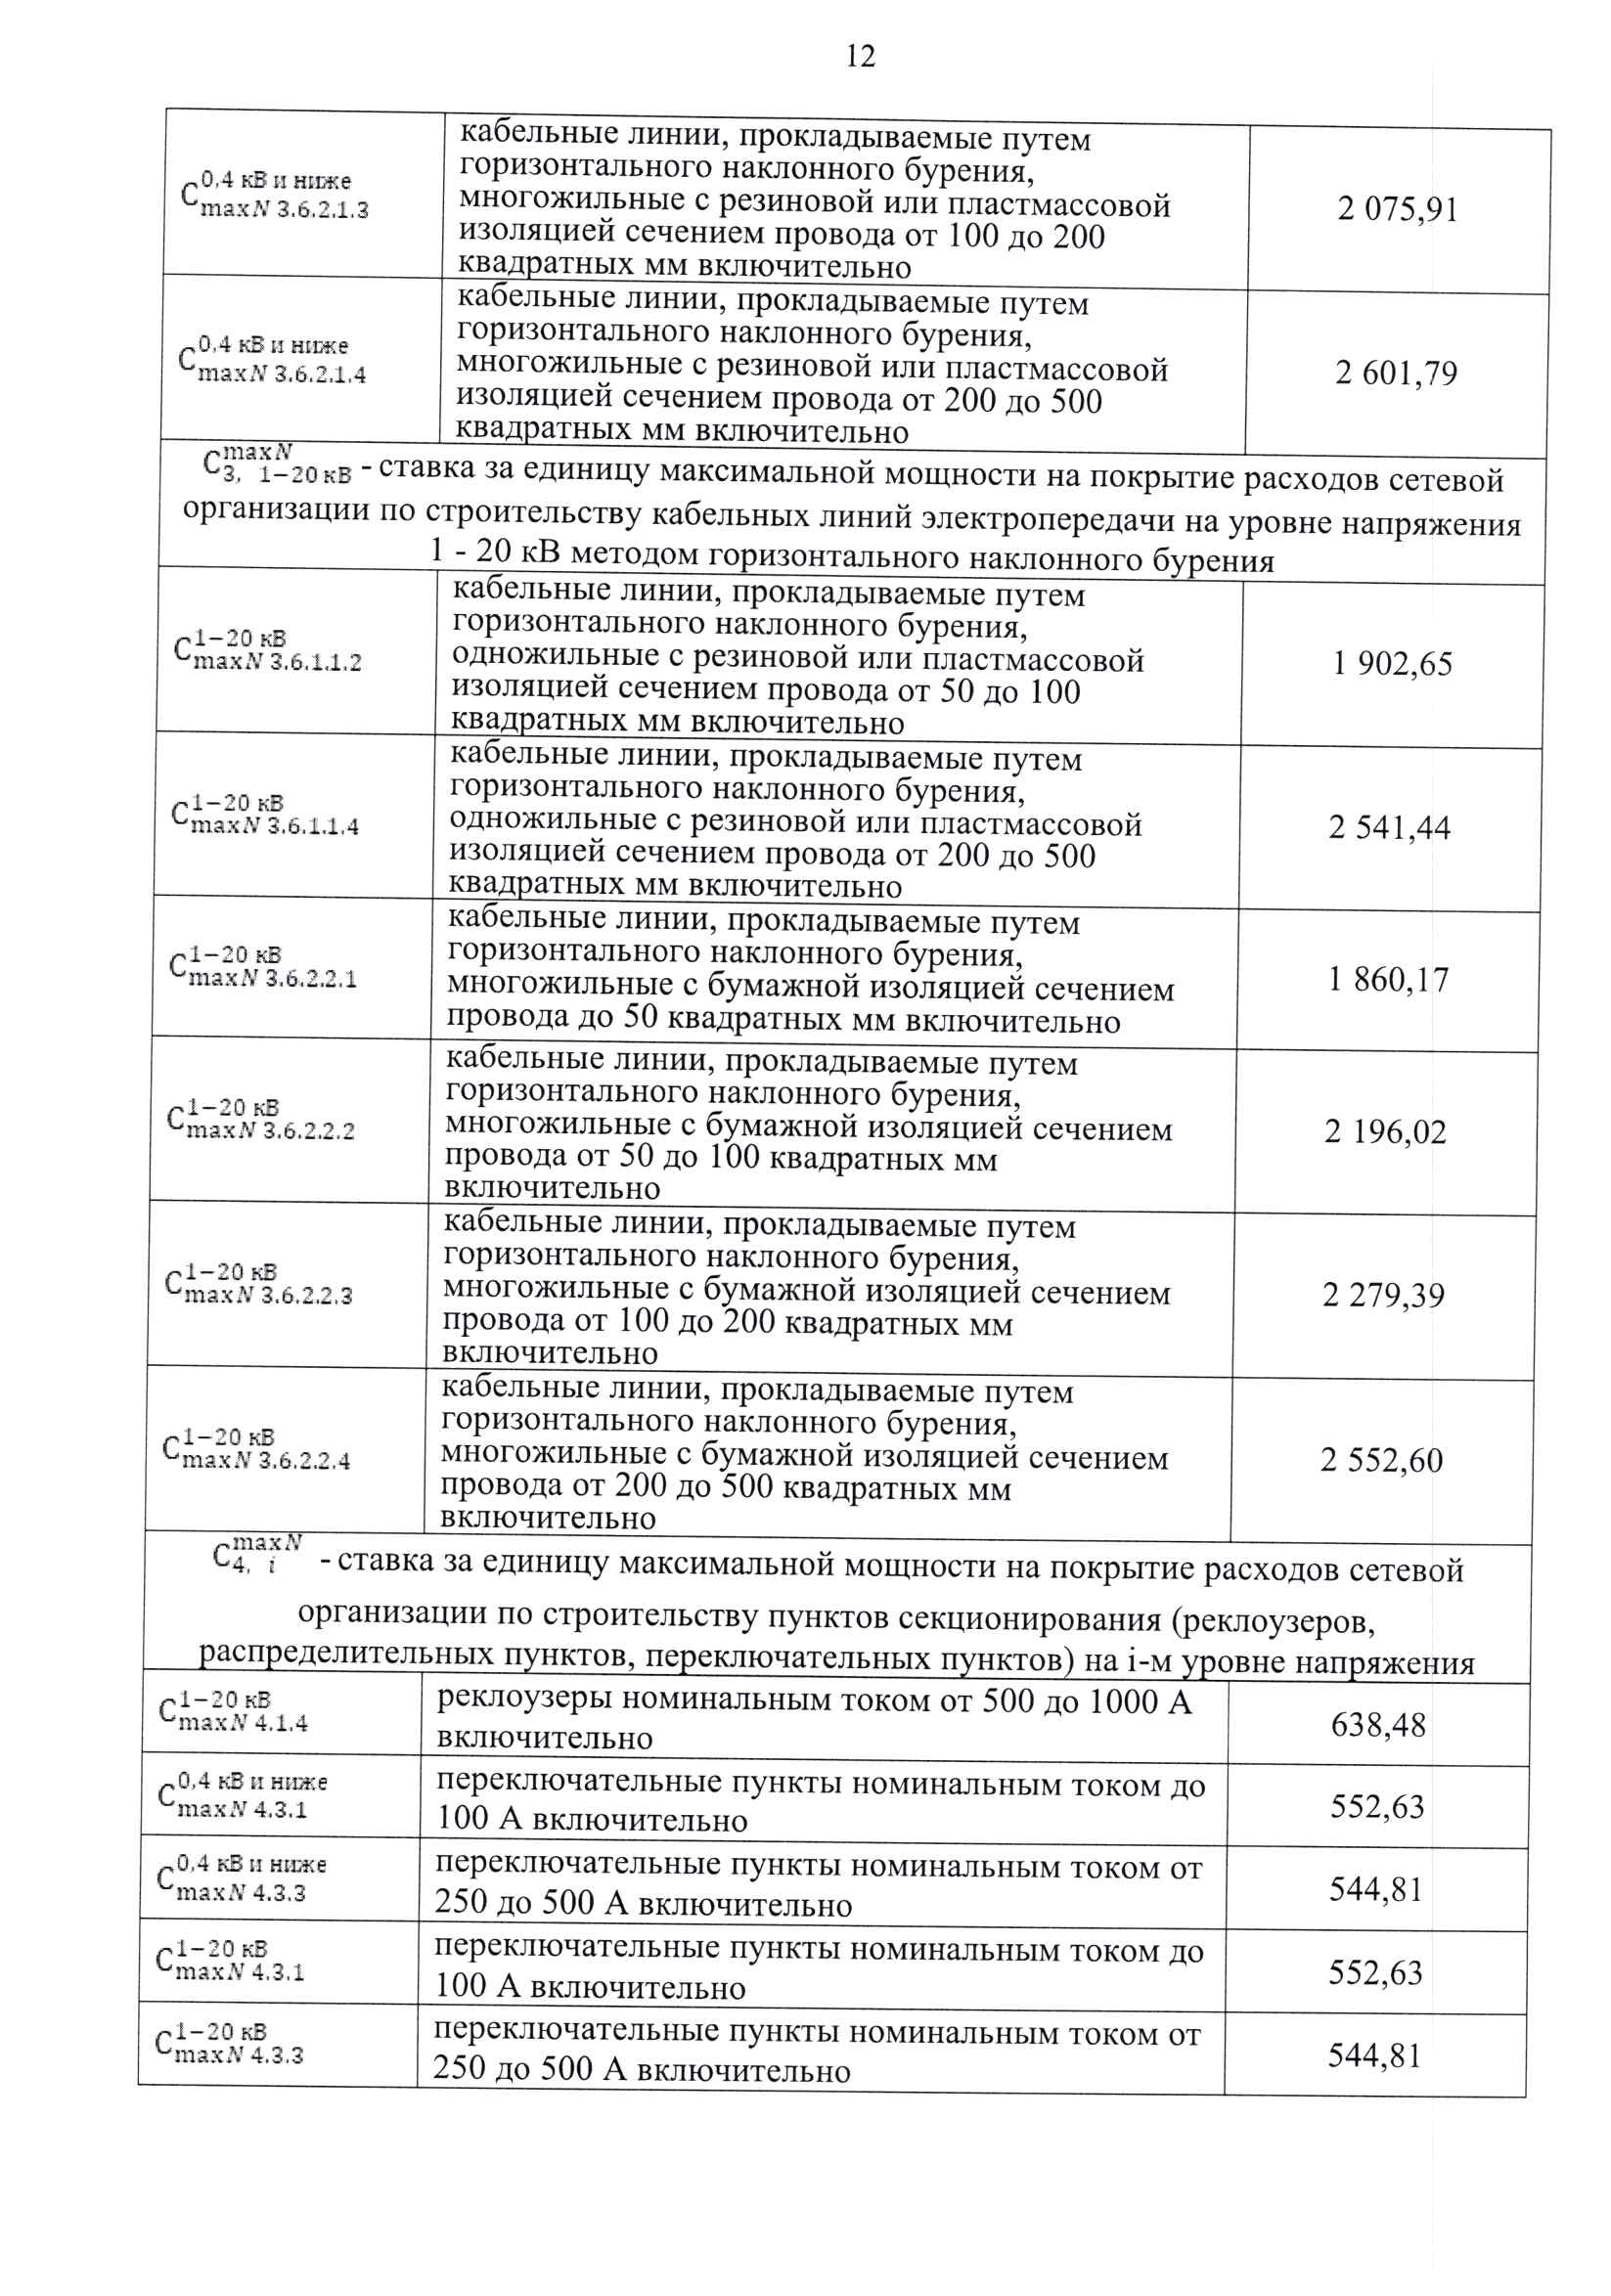 12
C^{0,4 кВ и ниже}_{maxN 3.6.2.1.3}
кабельные линии, прокладываемые путем
горизонтального наклонного бурения,
многожильные с резиновой или пластмассовой
изоляцией сечением провода от 100 до 200
квадратных мм включительно
2 075,91
C^{0,4 кВ и ниже}_{maxN 3.6.2.1.4}
кабельные линии, прокладываемые путем
горизонтального наклонного бурения,
многожильные с резиновой или пластмассовой
изоляцией сечением провода от 200 до 500
квадратных мм включительно
2 601,79
C^{maxN}_{3, 1−20 кВ} - ставка за единицу максимальной мощности на покрытие расходов сетевой
организации по строительству кабельных линий электропередачи на уровне напряжения
1 - 20 кВ методом горизонтального наклонного бурения
C^{1−20 кВ}_{maxN 3.6.1.1.2}
кабельные линии, прокладываемые путем
горизонтального наклонного бурения,
одножильные с резиновой или пластмассовой
изоляцией сечением провода от 50 до 100
квадратных мм включительно
1 902,65
C^{1−20 кВ}_{maxN 3.6.1.1.4}
кабельные линии, прокладываемые путем
горизонтального наклонного бурения,
одножильные с резиновой или пластмассовой
изоляцией сечением провода от 200 до 500
квадратных мм включительно
2 541,44
C^{1−20 кВ}_{maxN 3.6.2.2.1}
кабельные линии, прокладываемые путем
горизонтального наклонного бурения,
многожильные с бумажной изоляцией сечением
провода до 50 квадратных мм включительно
1 860,17
C^{1−20 кВ}_{maxN 3.6.2.2.2}
кабельные линии, прокладываемые путем
горизонтального наклонного бурения,
многожильные с бумажной изоляцией сечением
провода от 50 до 100 квадратных мм
включительно
2 196,02
C^{1−20 кВ}_{maxN 3.6.2.2.3}
кабельные линии, прокладываемые путем
горизонтального наклонного бурения,
многожильные с бумажной изоляцией сечением
провода от 100 до 200 квадратных мм
включительно
2 279,39
C^{1−20 кВ}_{maxN 3.6.2.2.4}
кабельные линии, прокладываемые путем
горизонтального наклонного бурения,
многожильные с бумажной изоляцией сечением
провода от 200 до 500 квадратных мм
включительно
2 552,60
C^{maxN}_{4, i} - ставка за единицу максимальной мощности на покрытие расходов сетевой
организации по строительству пунктов секционирования (реклоузеров,
распределительных пунктов, переключательных пунктов) на i-м уровне напряжения
C^{1−20 кВ}_{maxN 4.1.4}
реклоузеры номинальным током от 500 до 1000 А
включительно
638,48
C^{0,4 кВ и ниже}_{maxN 4.3.1}
переключательные пункты номинальным током до
100 А включительно
552,63
C^{0,4 кВ и ниже}_{maxN 4.3.3}
переключательные пункты номинальным током от
250 до 500 А включительно
544,81
C^{1−20 кВ}_{maxN 4.3.1}
переключательные пункты номинальным током до
100 А включительно
552,63
C^{1−20 кВ}_{maxN 4.3.3}
переключательные пункты номинальным током от
250 до 500 А включительно
544,81